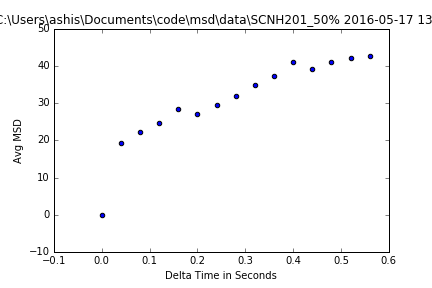 C:\Users\ashis\Documents\code\msd\data\SCNH201_50% 2016-05-17 13
50
40
30
20
10
0
−10
Avg MSD
−0.1 0.0 0.1 0.2 0.3 0.4 0.5 0.6
Delta Time in Seconds